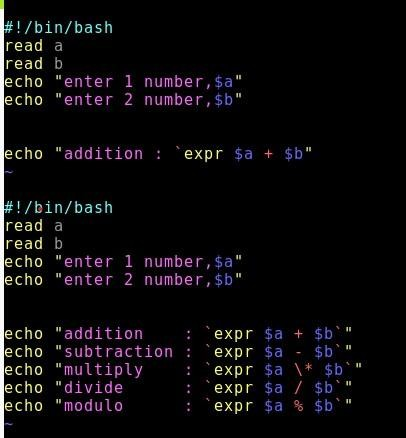 #!/bin/bash
read a
read b
echo "enter 1 number,$a"
echo "enter 2 number,$b"
echo "addition : `expr $a + $b"
~
#!/bin/bash
read a
read b
echo "enter 1 number,$a"
echo "enter 2 number,$b"
echo "addition    : `expr $a + $b`"
echo "subtraction : `expr $a - $b`"
echo "multiply    : `expr $a \* $b`"
echo "divide      : `expr $a / $b`"
echo "modulo      : `expr $a % $b`"
~